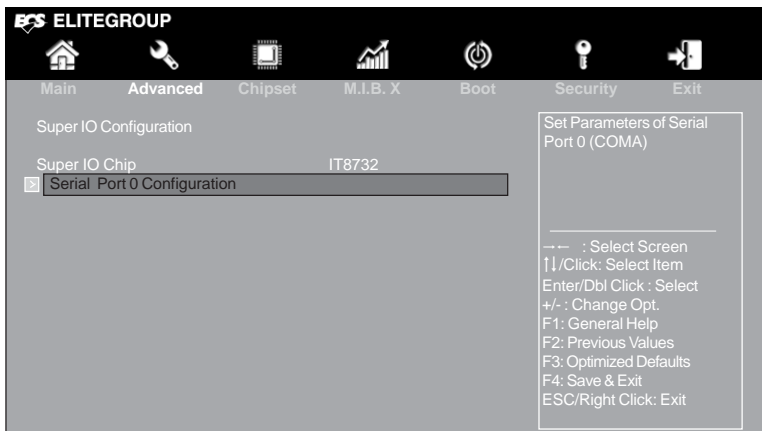 ECS ELITEGROUP
Main Advanced Chipset M.I.B. X Boot Security Exit
Super IO Configuration
Super IO Chip IT8732
> Serial Port 0 Configuration
Set Parameters of Serial
Port 0 (COMA)
→← : Select Screen
↑↓/Click: Select Item
Enter/Dbl Click : Select
+/- : Change Opt.
F1: General Help
F2: Previous Values
F3: Optimized Defaults
F4: Save & Exit
ESC/Right Click: Exit